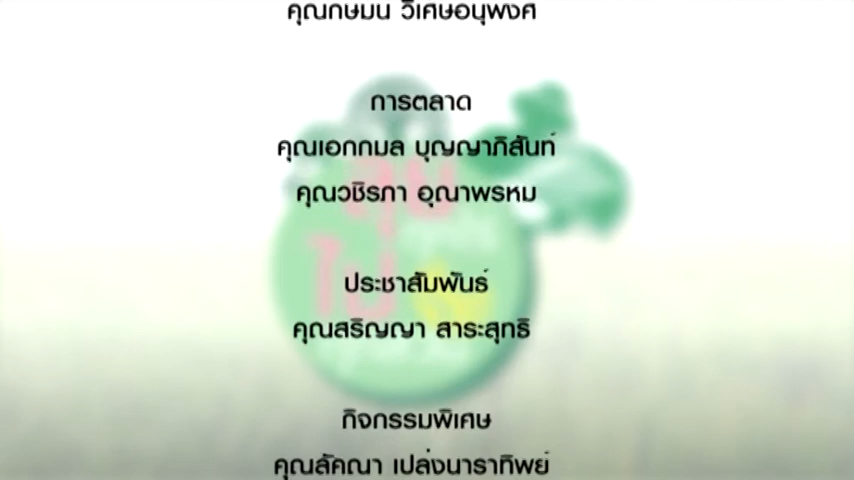 คุณกษมน วิเศษอนุพงศ์
การตลาด
คุณเอกกมล บุญญาภิสันท์
คุณวชิรภา อุณาพรหม
ประชาสัมพันธ์
คุณสริญญา สาระสุทธิ
กิจกรรมพิเศษ
คุณลัคณา เปล่งนาราทิพย์